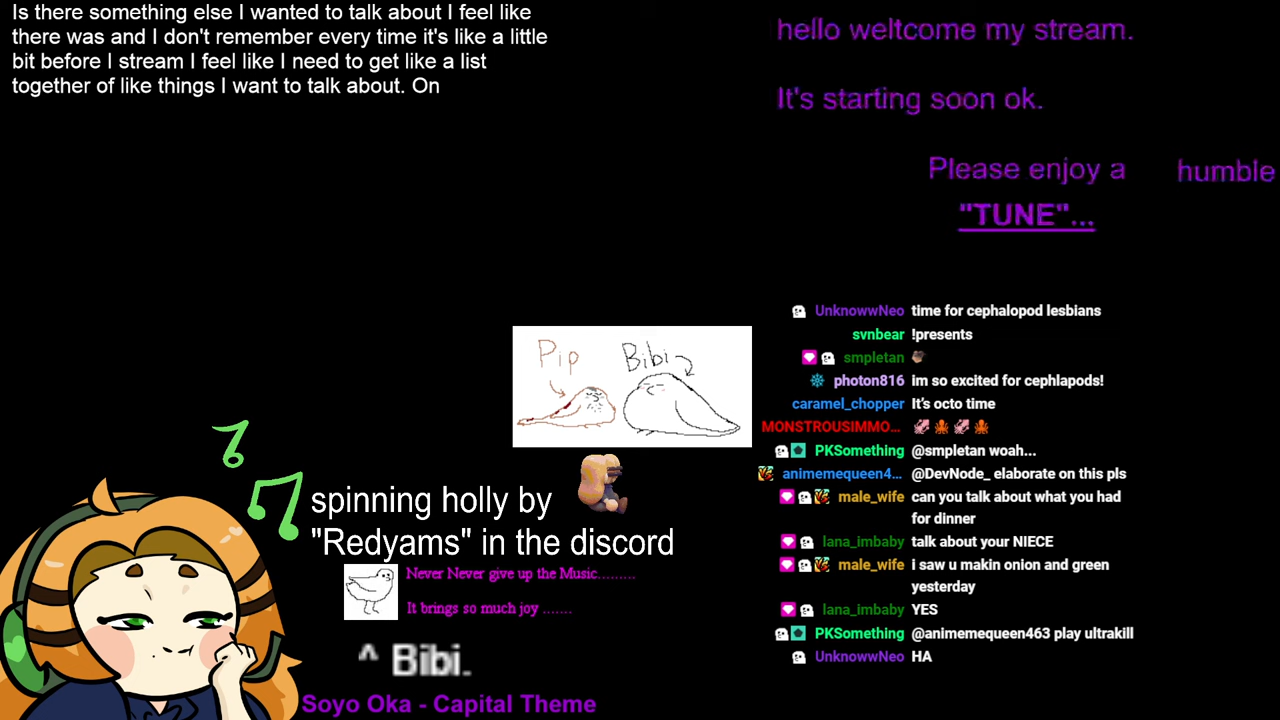 Is there something else I wanted to talk about I feel like
there was and I don't remember every time it's like a little
bit before I stream I feel like I need to get like a list
together of like things I want to talk about. On
hello weltcome my stream.
It's starting soon ok.
Please enjoy a humble
"TUNE"...
Pip
Bibi
UnknowwNeo time for cephalopod lesbians
svnbear !presents
smpletan
photon816 im so excited for cephlapods!
caramel_chopper It's octo time
MONSTROUSIMMO...
PKSomething @smpletan woah...
animemequeen4... @DevNode_ elaborate on this pls
male_wife can you talk about what you had
for dinner
lana_imbaby talk about your NIECE
male_wife i saw u makin onion and green
yesterday
lana_imbaby YES
PKSomething @animemequeen463 play ultrakill
UnknowwNeo HA
spinning holly by
"Redyams" in the discord
Never Never give up the Music.........
It brings so much joy .......
^ Bibi.
Soyo Oka - Capital Theme